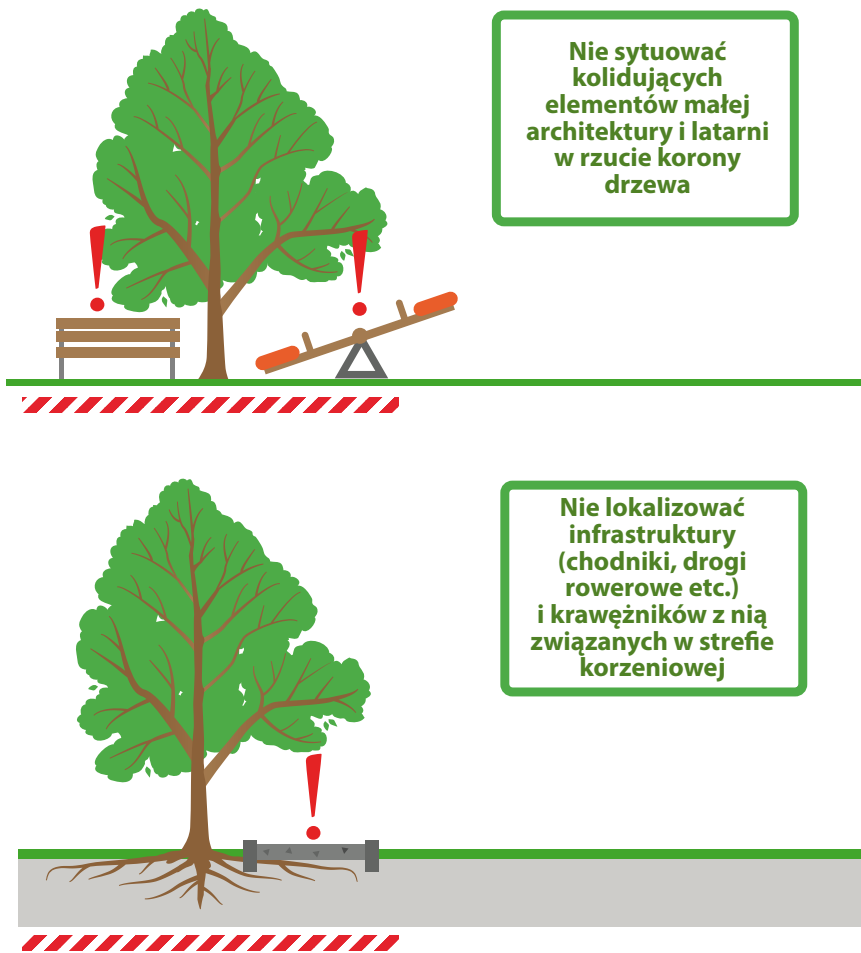 Nie sytuować
kolidujących
elementów małej
architektury i latarni
w rzucie korony
drzewa
Nie lokalizować
infrastruktury
(chodniki, drogi
rowerowe etc.)
i krawężników z nią
związanych w strefie
korzeniowej